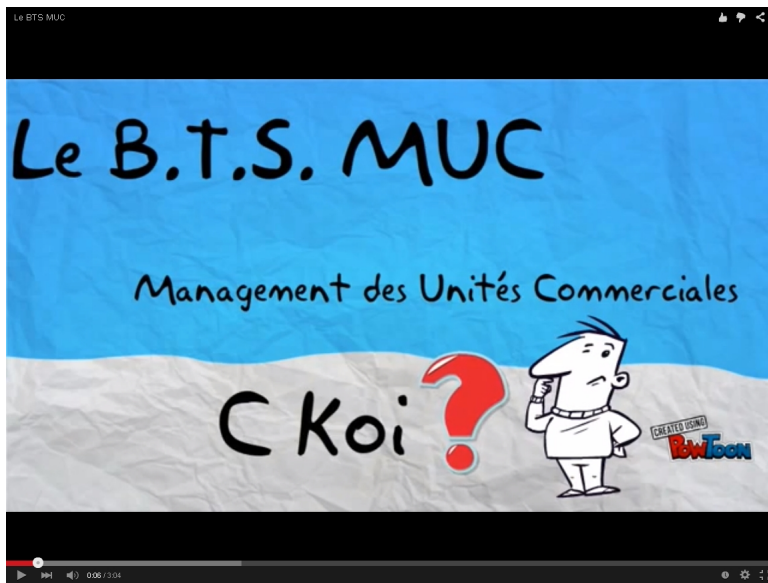 Le BTS MUC
Le B.T.S. MUC
Management des Unités Commerciales
C Koi ?
CREATED USING
POWTOON
0:06 / 3:04